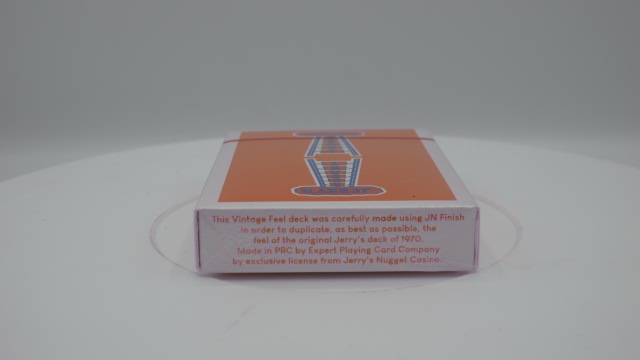 This Vintage Feel deck was carefully made using JN Finish
in order to duplicate, as best as possible, the
feel of the original Jerry's deck of 1970.
Made in PRC by Expert Playing Card Company
by exclusive license from Jerry's Nugget Casino.